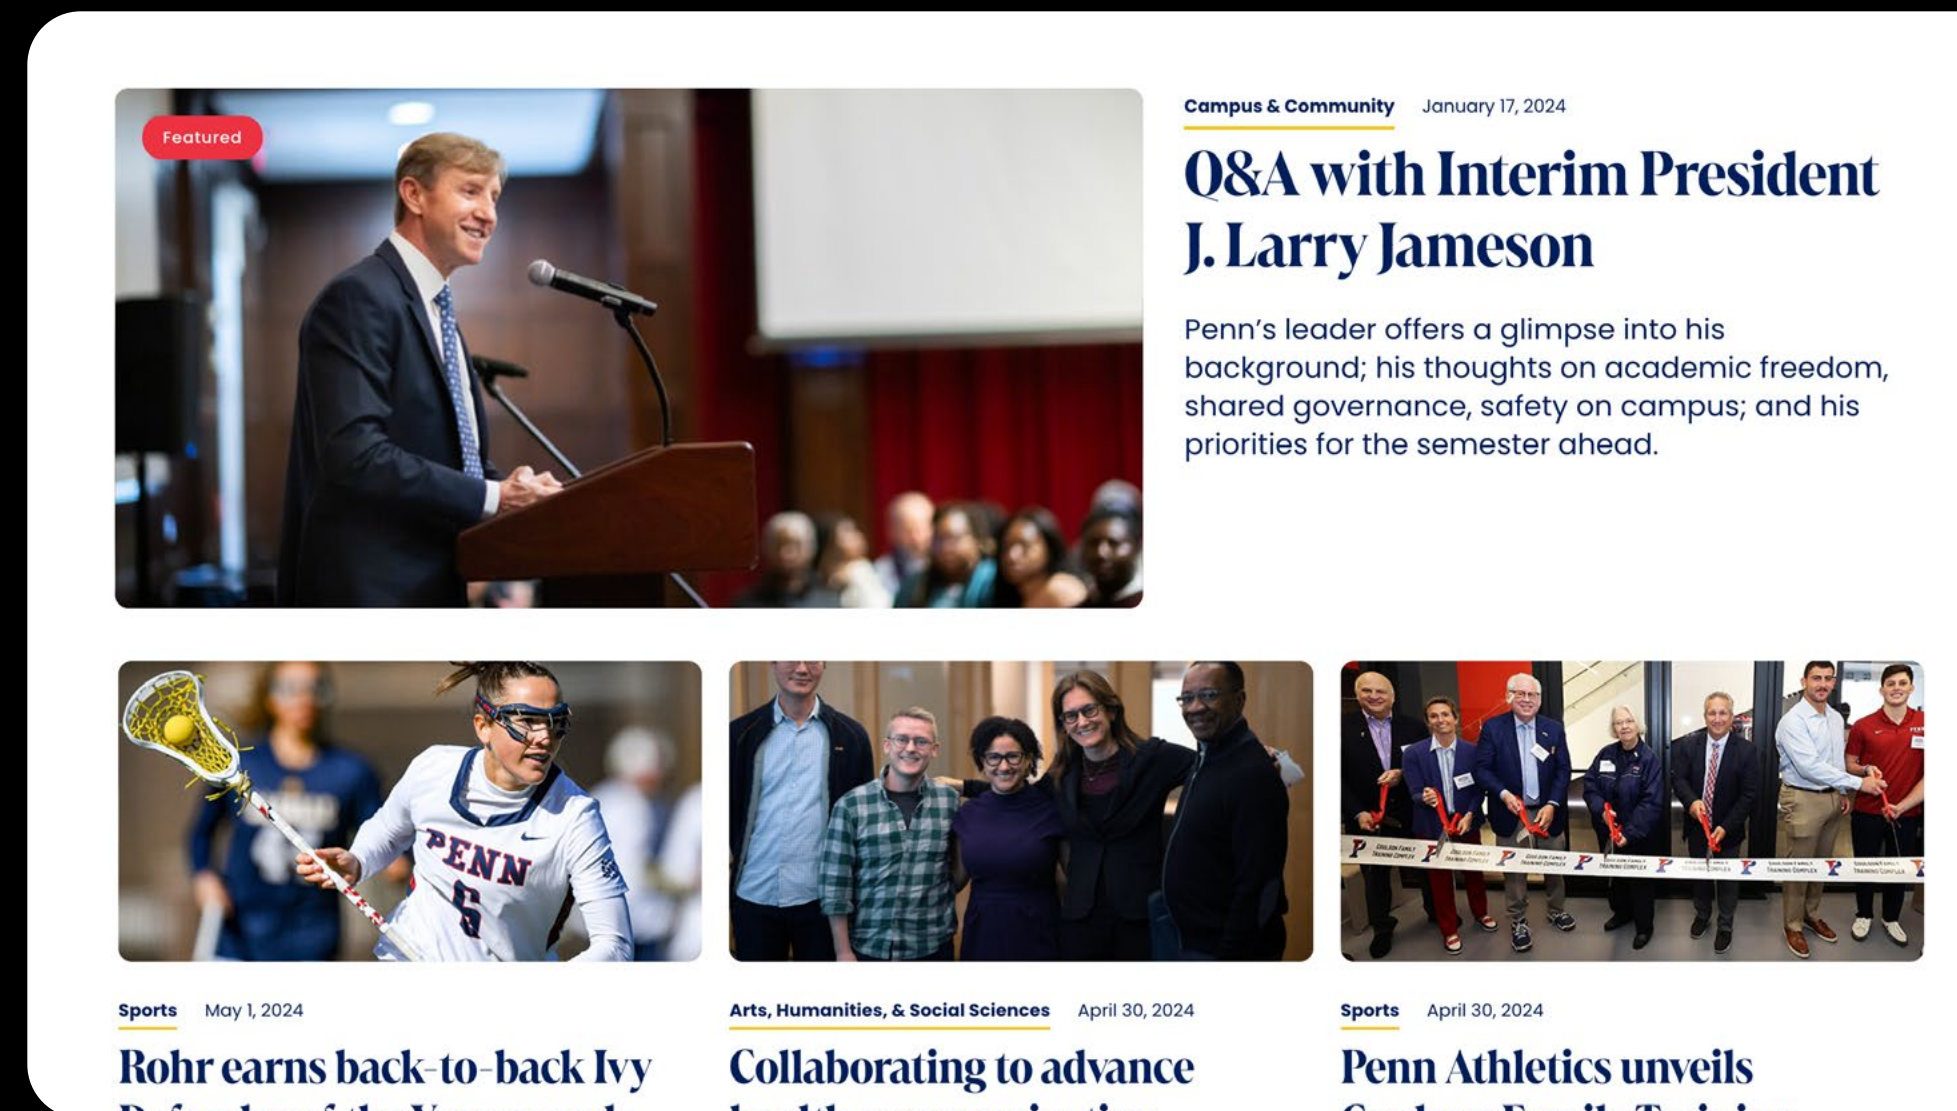 Featured
Campus & Community January 17, 2024
Q&A with Interim President
J. Larry Jameson
Penn’s leader offers a glimpse into his
background; his thoughts on academic freedom,
shared governance, safety on campus; and his
priorities for the semester ahead.
PENN
6
Sports May 1, 2024
Rohr earns back-to-back Ivy
Arts, Humanities, & Social Sciences April 30, 2024
Collaborating to advance
Sports April 30, 2024
Penn Athletics unveils